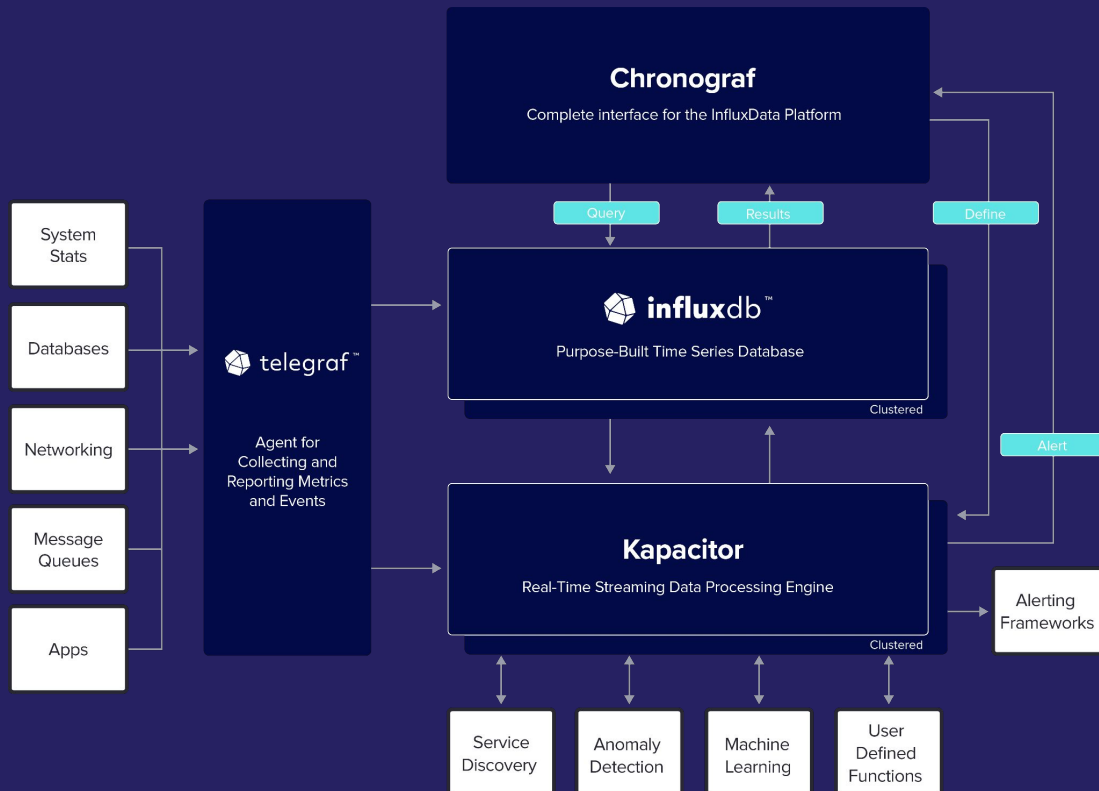 Chronograf
Complete interface for the InfluxData Platform
Query
Results
Define
System
Stats
Databases
Networking
Message
Queues
Apps
telegraf™
Agent for
Collecting and
Reporting Metrics
and Events
influxdb™
Purpose-Built Time Series Database
Clustered
Alert
Kapacitor
Real-Time Streaming Data Processing Engine
Clustered
Alerting
Frameworks
Service
Discovery
Anomaly
Detection
Machine
Learning
User
Defined
Functions